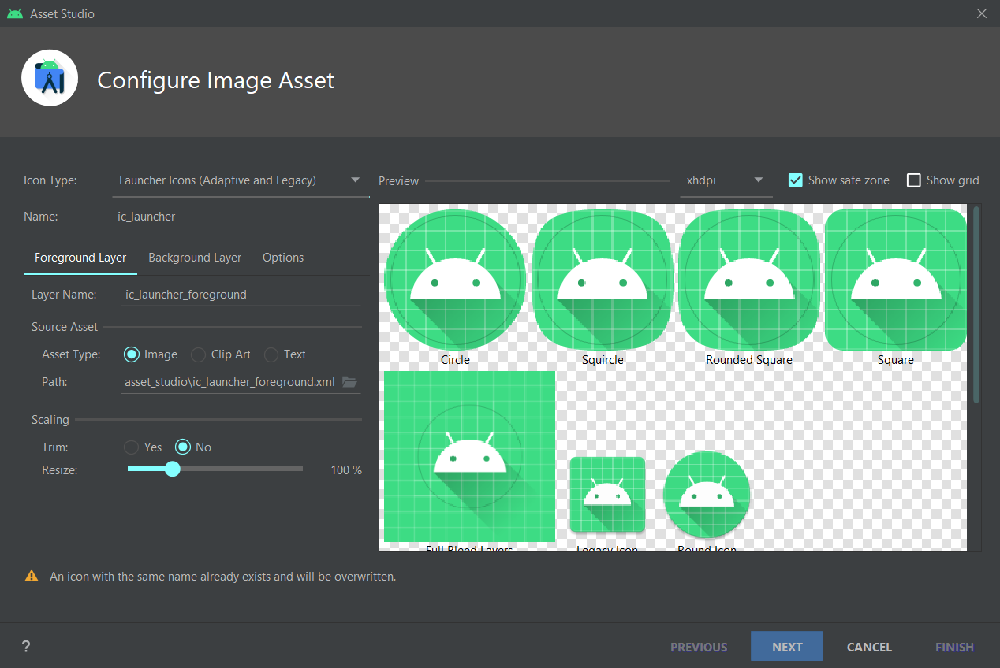 Asset Studio
Configure Image Asset
Icon Type: Launcher Icons (Adaptive and Legacy)
Name: ic_launcher
Foreground Layer Background Layer Options
Layer Name: ic_launcher_foreground
Source Asset
Asset Type: Image Clip Art Text
Path: asset_studio\ic_launcher_foreground.xml
Scaling
Trim: Yes No
Resize: 100 %
Preview xhdpi Show safe zone Show grid
Circle Squircle Rounded Square Square
Full Bleed Layers Legacy Icon Round Icon
An icon with the same name already exists and will be overwritten.
? PREVIOUS NEXT CANCEL FINISH